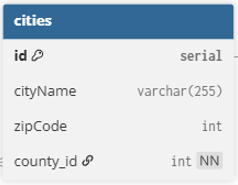 cities
id serial
cityName varchar(255)
zipCode int
county_id int NN